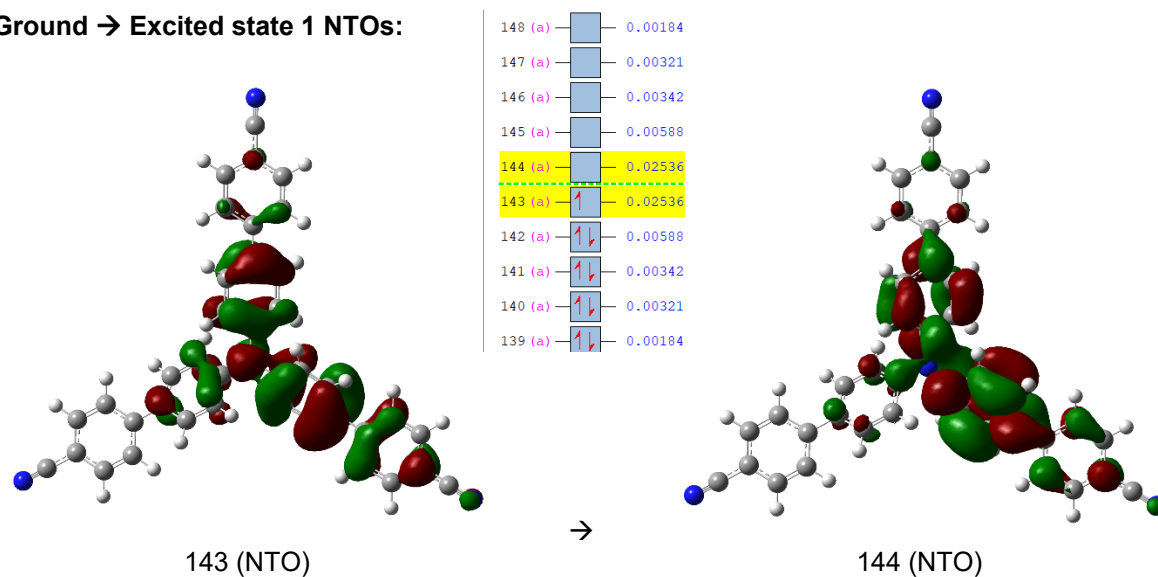 Ground → Excited state 1 NTOs:
148 (a) 0.00184
147 (a) 0.00321
146 (a) 0.00342
145 (a) 0.00588
144 (a) 0.02536
143 (a) 0.02536
142 (a) 0.00588
141 (a) 0.00342
140 (a) 0.00321
139 (a) 0.00184
→
143 (NTO) 144 (NTO)